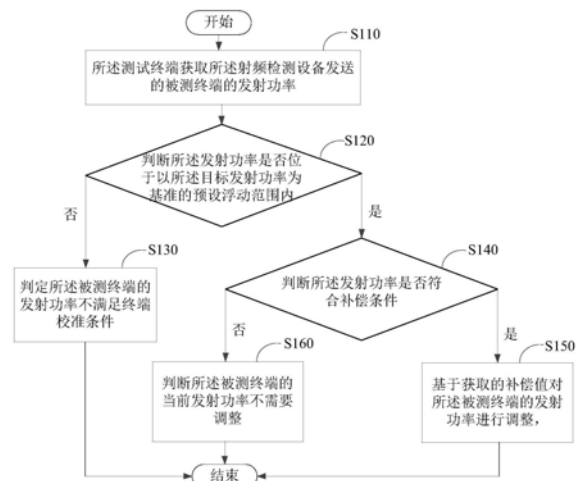 开始
S110
所述测试终端获取所述射频检测设备发送
的被测终端的发射功率
S120
判断所述发射功率是否位
于以所述目标发射功率为
基准的预设浮动范围内
否
是
S130
判定所述被测终端的
发射功率不满足终端
校准条件
S140
判断所述发射功率是否符
合补偿条件
否
是
S160
判断所述被测终端的
当前发射功率不需要
调整
S150
基于获取的补偿值对
所述被测终端的发射
功率进行调整,
结束